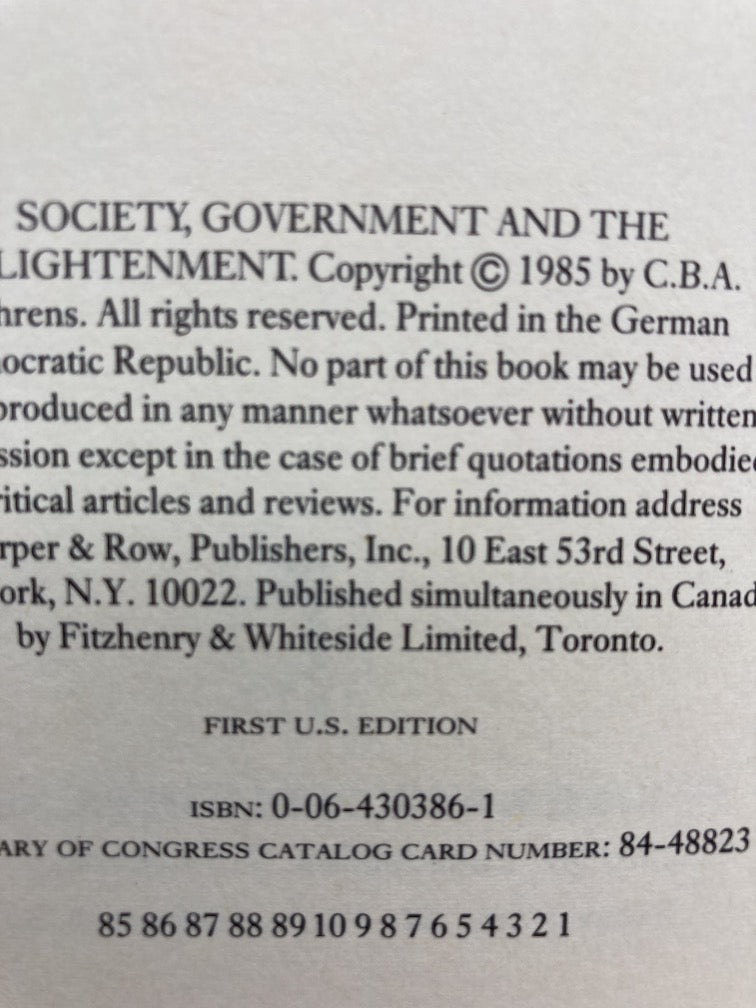 SOCIETY, GOVERNMENT AND THE
LIGHTENMENT. Copyright © 1985 by C.B.A.
hrens. All rights reserved. Printed in the German
ocratic Republic. No part of this book may be used
produced in any manner whatsoever without written
ssion except in the case of brief quotations embodied
ritical articles and reviews. For information address
rper & Row, Publishers, Inc., 10 East 53rd Street,
ork, N.Y. 10022. Published simultaneously in Canad
by Fitzhenry & Whiteside Limited, Toronto.
FIRST U.S. EDITION
ISBN: 0-06-430386-1
ARY OF CONGRESS CATALOG CARD NUMBER: 84-48823
85 86 87 88 89 10 9 8 7 6 5 4 3 2 1